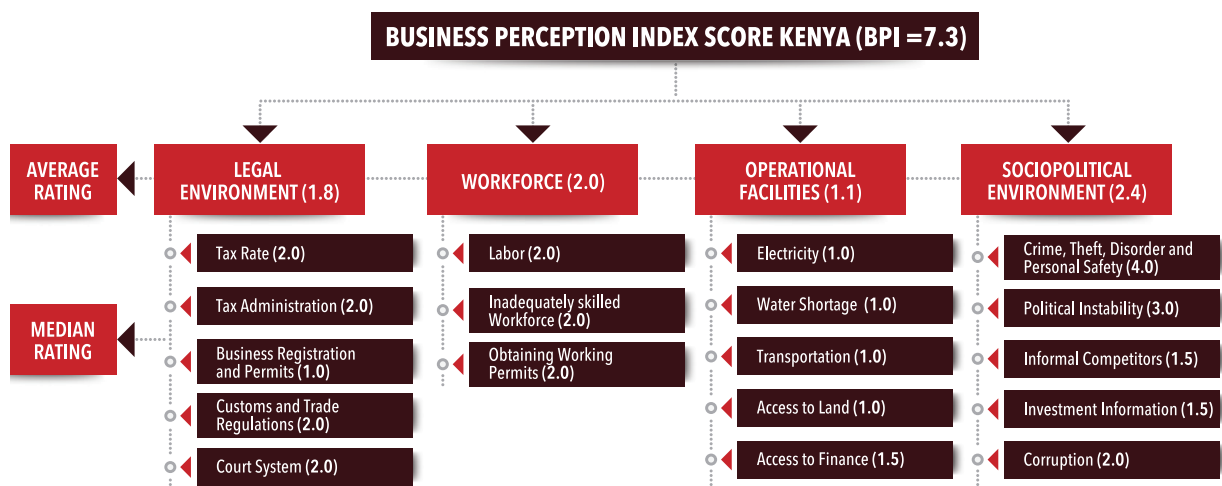 BUSINESS PERCEPTION INDEX SCORE KENYA (BPI =7.3)
AVERAGE
RATING
LEGAL
ENVIRONMENT (1.8)
WORKFORCE (2.0)
OPERATIONAL
FACILITIES (1.1)
SOCIOPOLITICAL
ENVIRONMENT (2.4)
MEDIAN
RATING
Tax Rate (2.0)
Tax Administration (2.0)
Business Registration
and Permits (1.0)
Customs and Trade
Regulations (2.0)
Court System (2.0)
Labor (2.0)
Inadequately skilled
Workforce (2.0)
Obtaining Working
Permits (2.0)
Electricity (1.0)
Water Shortage (1.0)
Transportation (1.0)
Access to Land (1.0)
Access to Finance (1.5)
Crime, Theft, Disorder and
Personal Safety (4.0)
Political Instability (3.0)
Informal Competitors (1.5)
Investment Information (1.5)
Corruption (2.0)